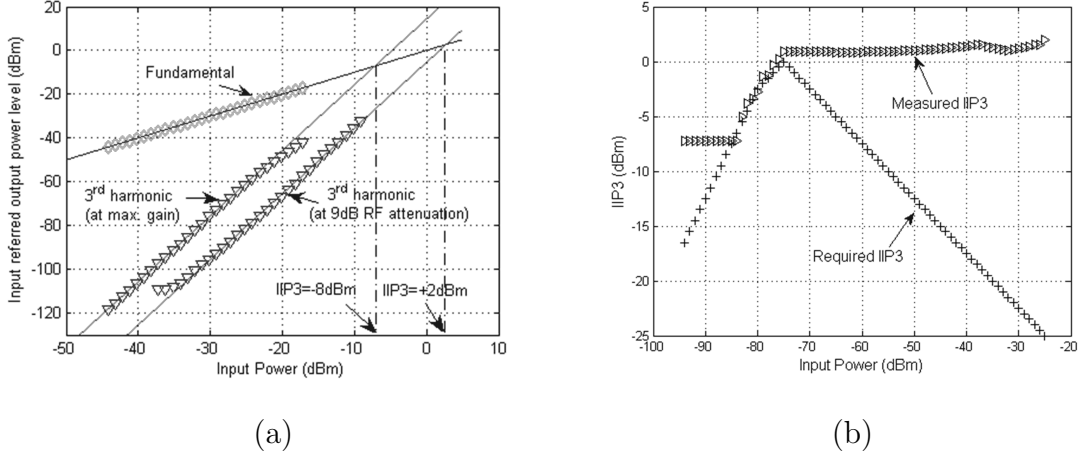 20
0
-20
-40
-60
-80
-100
-120
-50
-40
-30
-20
-10
0
10
Input referred output power level (dBm)
Input Power (dBm)
Fundamental
3rd harmonic
(at max. gain)
3rd harmonic
(at 9dB RF attenuation)
IIP3=-8dBm
IIP3=+2dBm
(a)
5
0
-5
-10
-15
-20
-25
-100
-90
-80
-70
-60
-50
-40
-30
-20
IIP3 (dBm)
Input Power (dBm)
Measured IIP3
Required IIP3
(b)